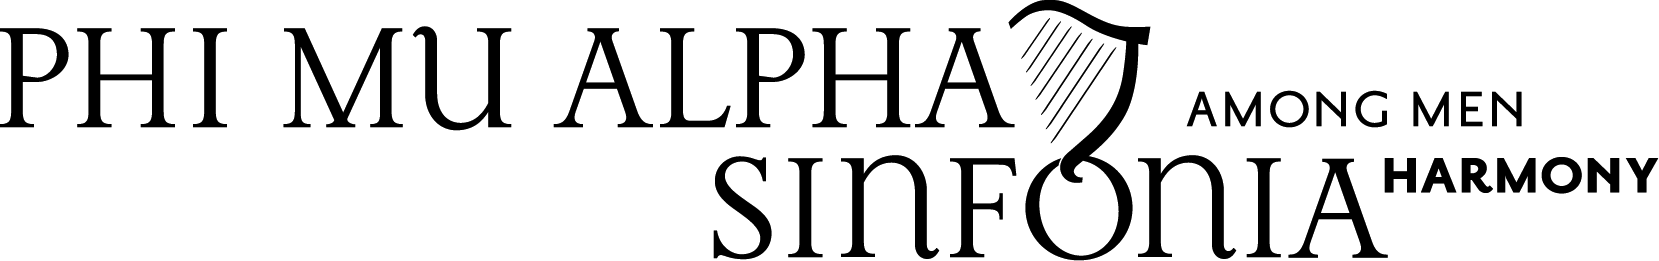 PHI MU ALPHA
SINFONIA
AMONG MEN
HARMONY